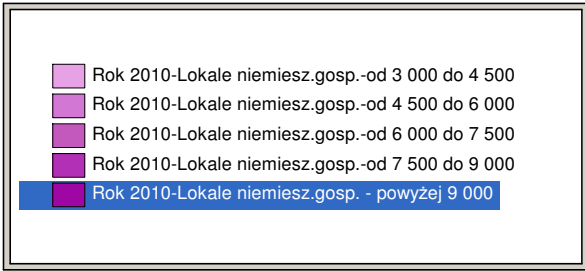 Rok 2010-Lokale niemiesz.gosp.-od 3 000 do 4 500
Rok 2010-Lokale niemiesz.gosp.-od 4 500 do 6 000
Rok 2010-Lokale niemiesz.gosp.-od 6 000 do 7 500
Rok 2010-Lokale niemiesz.gosp.-od 7 500 do 9 000
Rok 2010-Lokale niemiesz.gosp. - powyżej 9 000